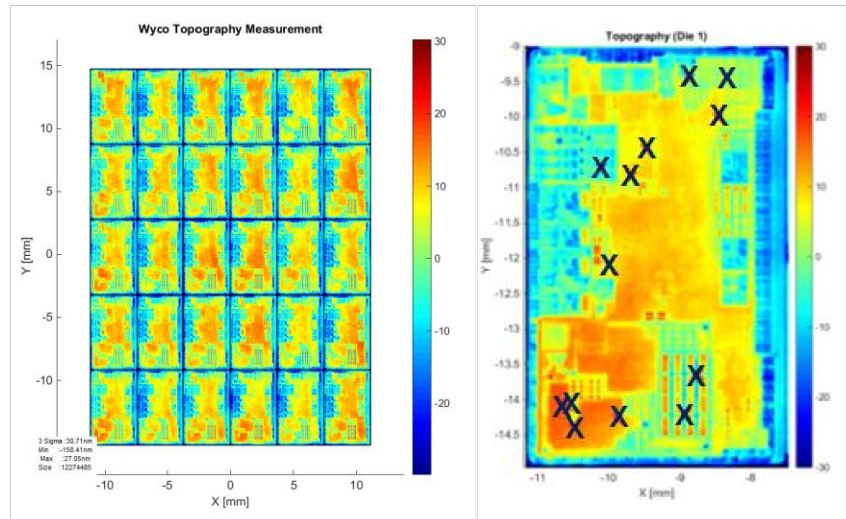 Wyco Topography Measurement
15
10
5
0
-5
-10
Y [mm]
-10
-5
0
5
10
X [mm]
30
20
10
0
-10
-20
3 Sigma :30.71nm
Min :-158.41nm
Max :27.05nm
Size :12274485
Topography (Die 1)
-9
-9.5
-10
-10.5
-11
-11.5
-12
-12.5
-13
-13.5
-14
-14.5
Y [mm]
-11
-10
-9
-8
X [mm]
30
20
10
0
-10
-20
-30
X X
X
X
X
X
X
X
X
X
X
X
X